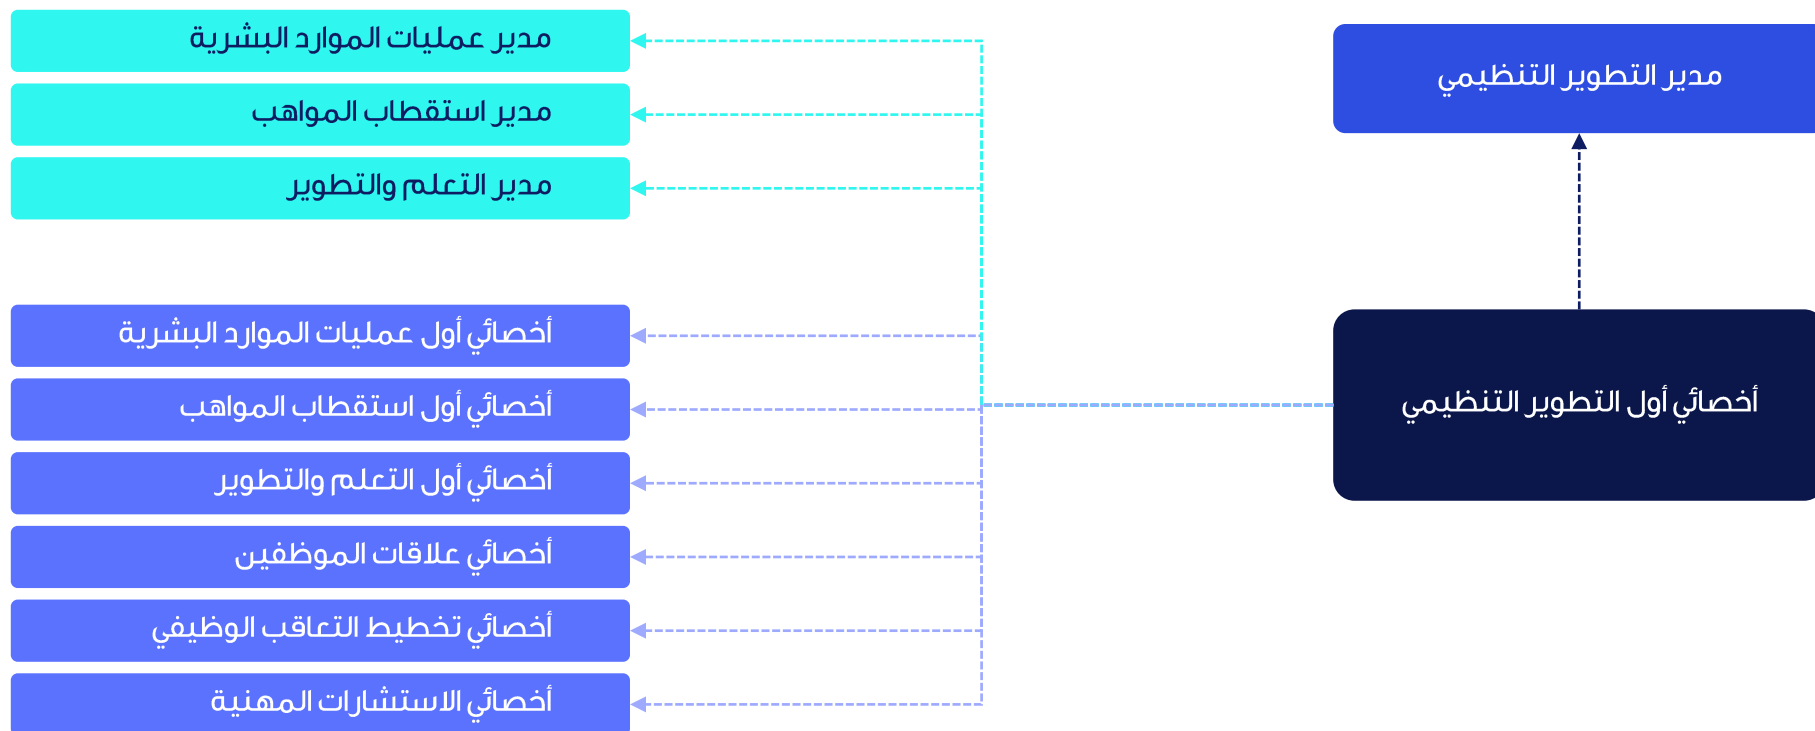 مدير التطوير التنظيمي
أخصائي أول التطوير التنظيمي
مدير عمليات الموارد البشرية
مدير استقطاب المواهب
مدير التعلم والتطوير
أخصائي أول عمليات الموارد البشرية
أخصائي أول استقطاب المواهب
أخصائي أول التعلم والتطوير
أخصائي علاقات الموظفين
أخصائي تخطيط التعاقب الوظيفي
أخصائي الاستشارات المهنية